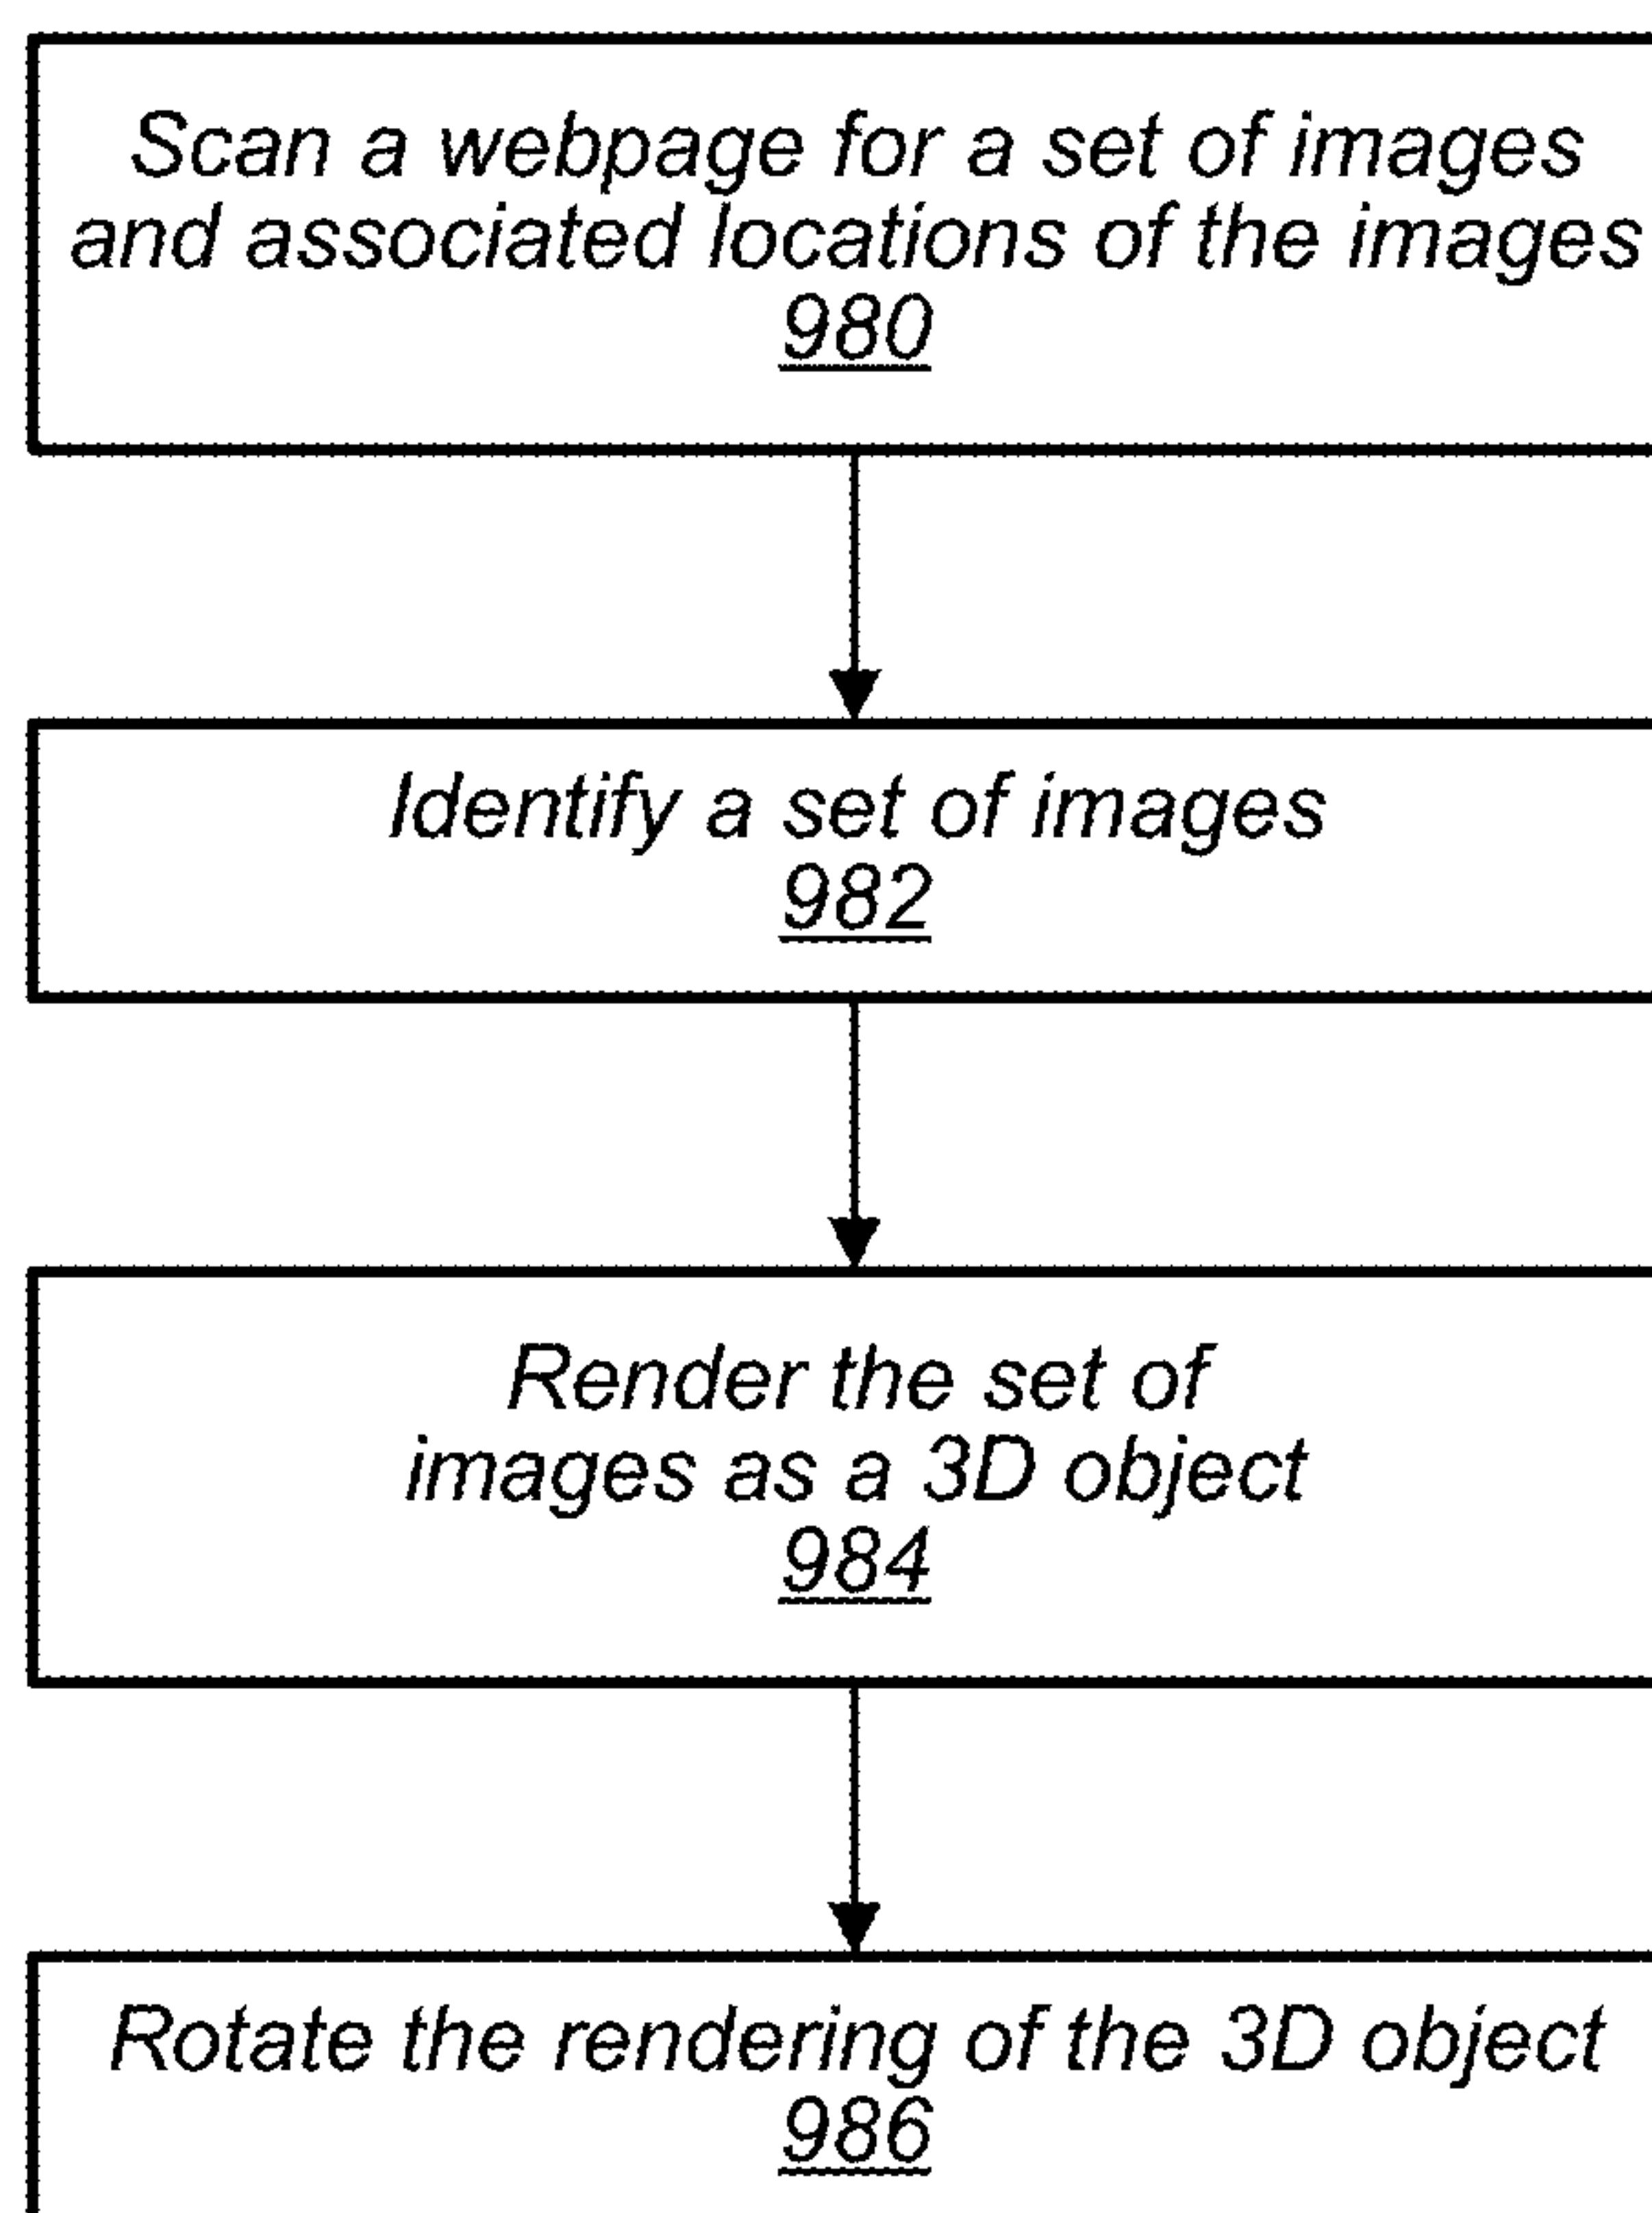 Scan a webpage for a set of images
and associated locations of the images
980
Identify a set of images
982
Render the set of
images as a 3D object
984
Rotate the rendering of the 3D object
986